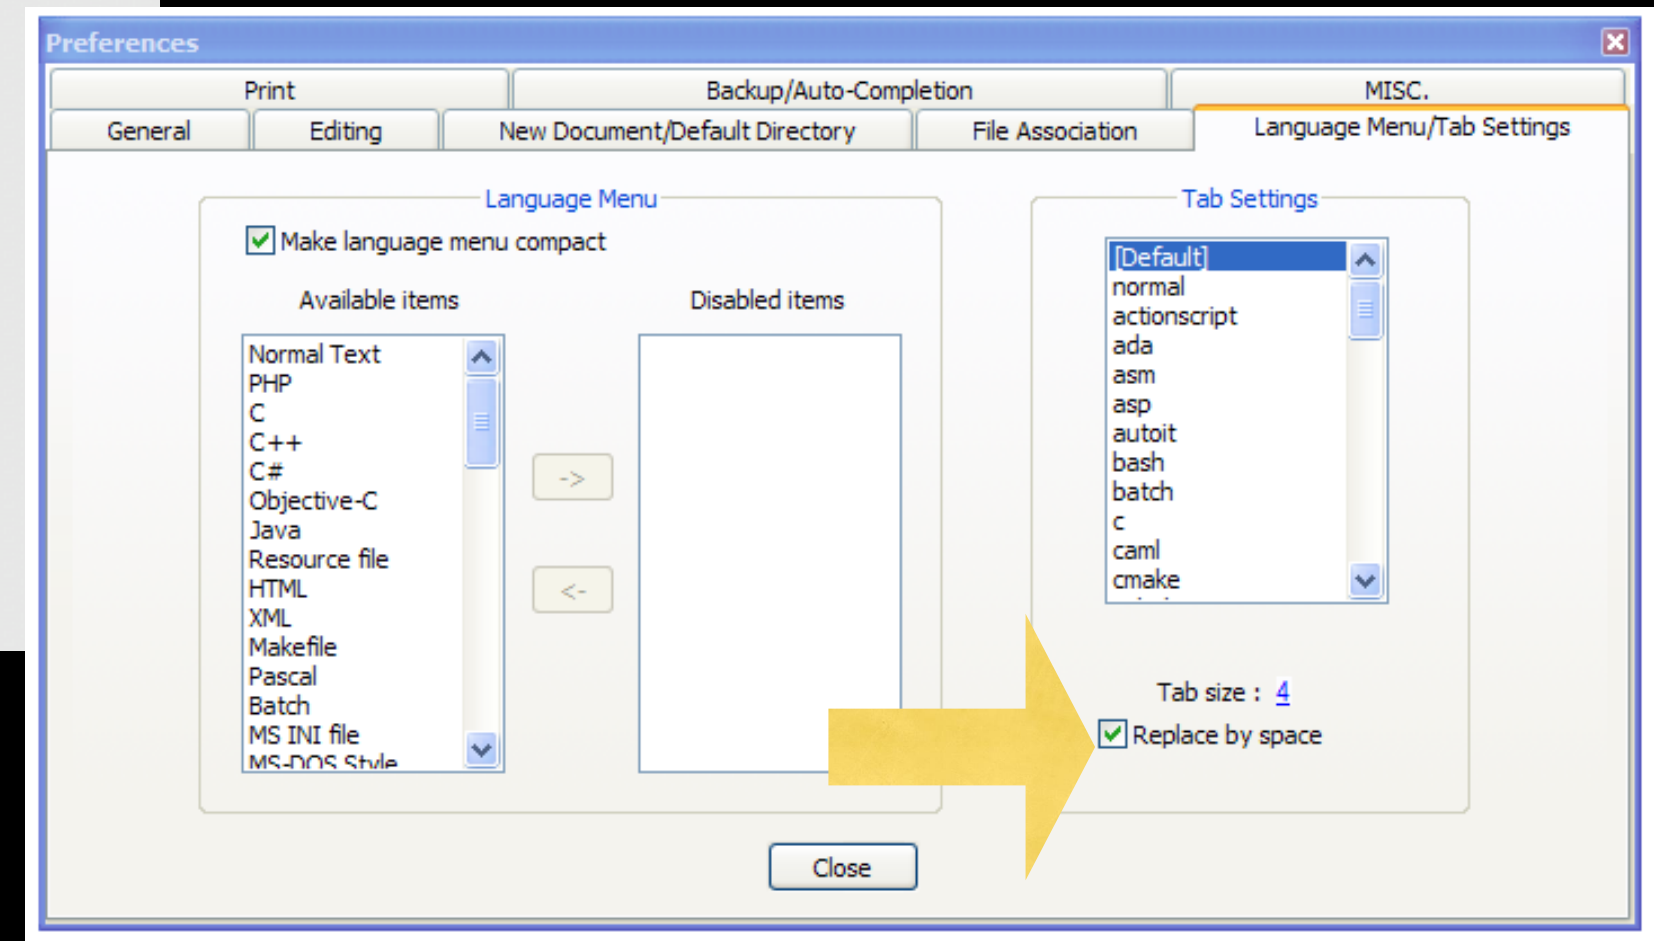 Preferences
Print
Backup/Auto-Completion
MISC.
General
Editing
New Document/Default Directory
File Association
Language Menu/Tab Settings
Language Menu
Make language menu compact
Available items
Disabled items
Normal Text
PHP
C
C++
C#
Objective-C
Java
Resource file
HTML
XML
Makefile
Pascal
Batch
MS INI file
MS-DOS Style
->
<-
Tab Settings
[Default]
normal
actionscript
ada
asm
asp
autoit
bash
batch
c
caml
cmake
Tab size : 4
Replace by space
Close